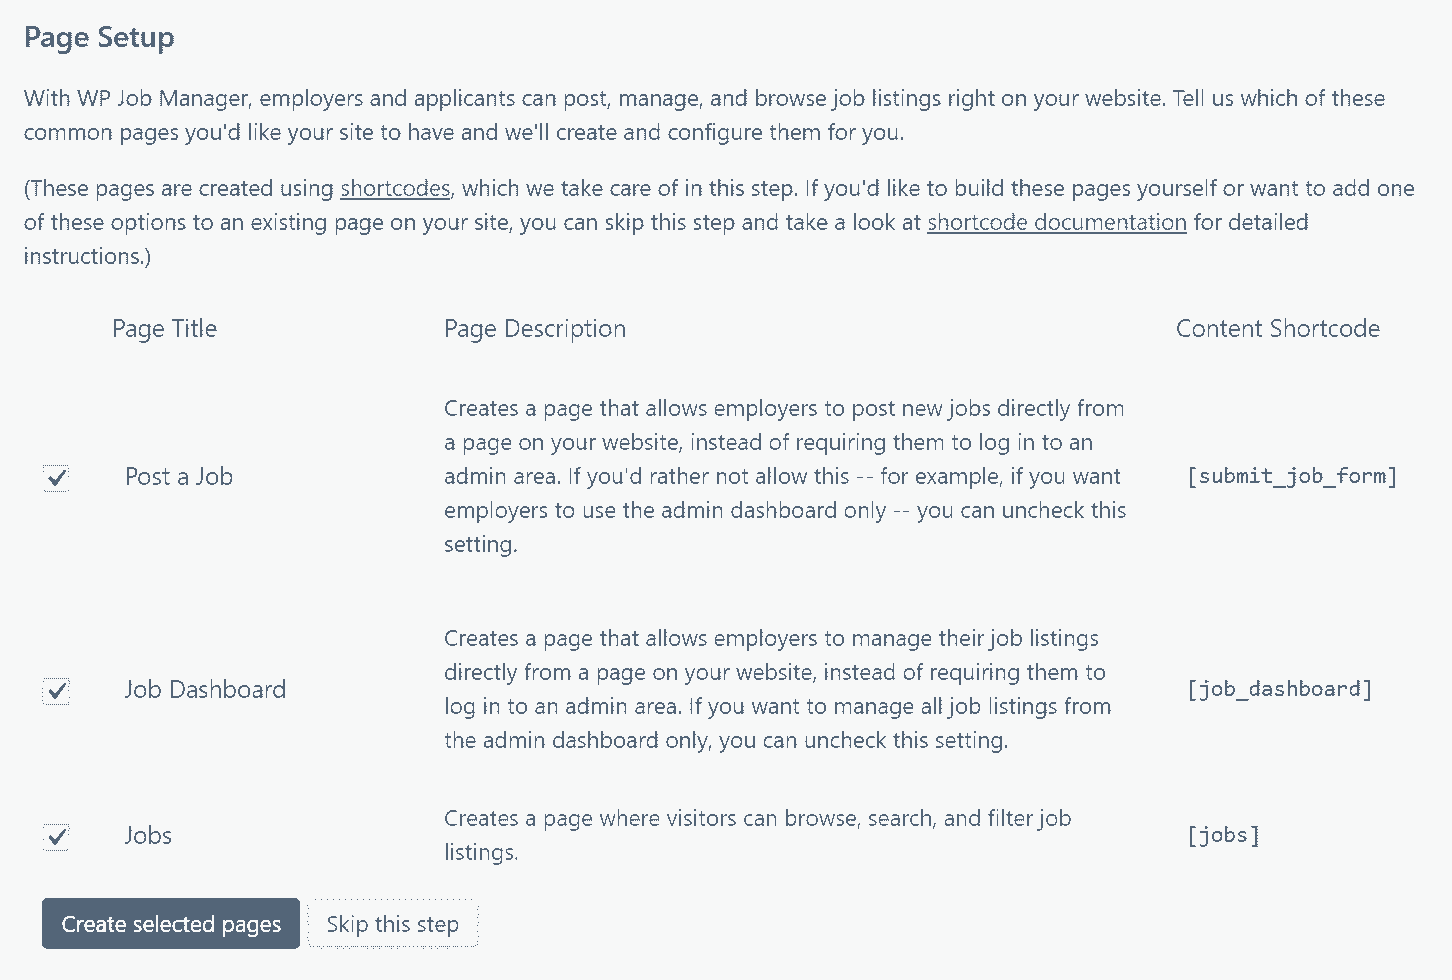 Page Setup
With WP Job Manager, employers and applicants can post, manage, and browse job listings right on your website. Tell us which of these
common pages you'd like your site to have and we'll create and configure them for you.
(These pages are created using shortcodes, which we take care of in this step. If you'd like to build these pages yourself or want to add one
of these options to an existing page on your site, you can skip this step and take a look at shortcode documentation for detailed
instructions.)
Page Title Page Description Content Shortcode
Creates a page that allows employers to post new jobs directly from
a page on your website, instead of requiring them to log in to an
Post a Job admin area. If you'd rather not allow this -- for example, if you want [submit_job_form]
employers to use the admin dashboard only -- you can uncheck this
setting.
Creates a page that allows employers to manage their job listings
directly from a page on your website, instead of requiring them to
Job Dashboard log in to an admin area. If you want to manage all job listings from [job_dashboard]
the admin dashboard only, you can uncheck this setting.
Creates a page where visitors can browse, search, and filter job
Jobs listings. [jobs]
Create selected pages Skip this step